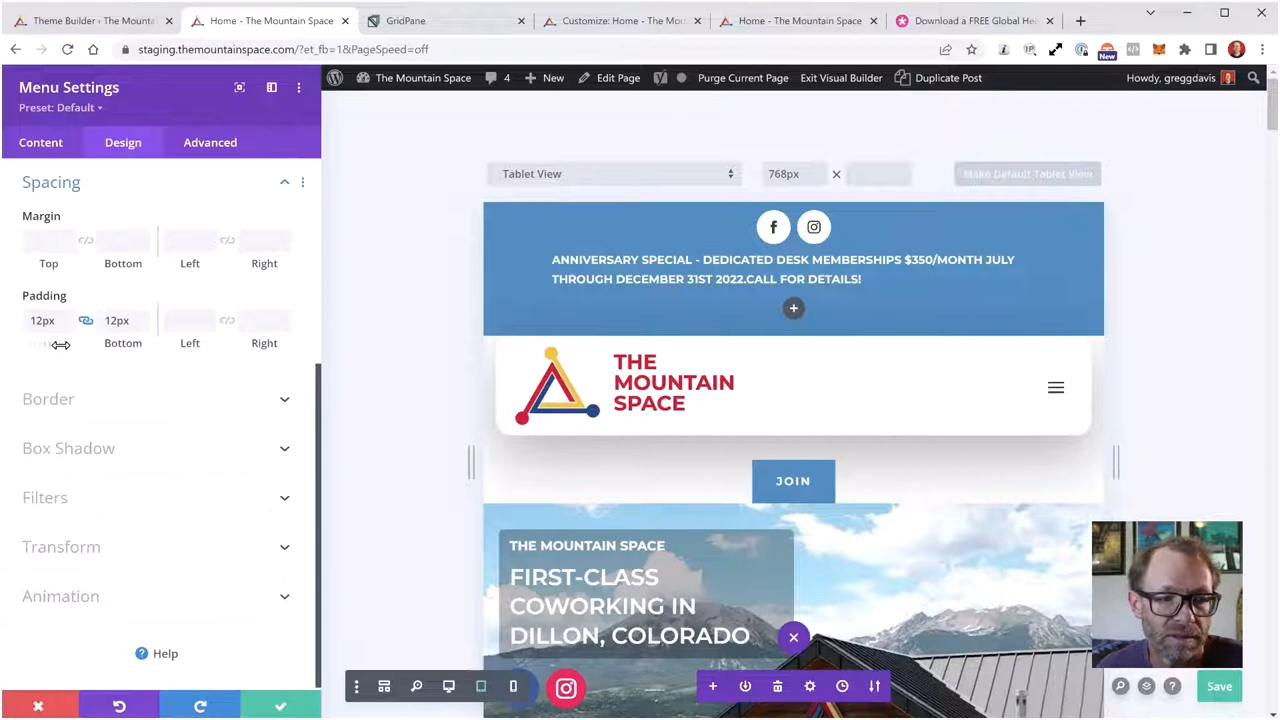 Theme Builder ‹ The Mountai
Home - The Mountain Space
GridPane
Customize: Home - The Mou
Home - The Mountain Space
Download a FREE Global He
staging.themountainspace.com/?et_fb=1&PageSpeed=off
New
Menu Settings
Preset: Default
Content
Design
Advanced
The Mountain Space
4
New
Edit Page
Purge Current Page
Exit Visual Builder
Duplicate Post
Howdy, greggdavis
Spacing
Margin
Top
Bottom
Left
Right
Padding
12px
12px
Bottom
Left
Right
Border
Box Shadow
Filters
Transform
Animation
Help
Tablet View
768px
Make Default Tablet View
ANNIVERSARY SPECIAL - DEDICATED DESK MEMBERSHIPS $350/MONTH JULY
THROUGH DECEMBER 31ST 2022.CALL FOR DETAILS!
THE
MOUNTAIN
SPACE
JOIN
THE MOUNTAIN SPACE
FIRST-CLASS
COWORKING IN
DILLON, COLORADO
Save